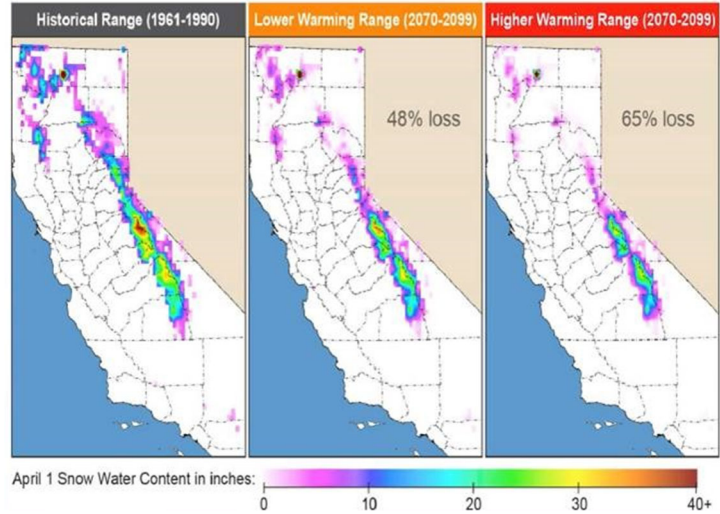 Historical Range (1961-1990)
Lower Warming Range (2070-2099)
Higher Warming Range (2070-2099)
48% loss
65% loss
April 1 Snow Water Content in inches:
0 10 20 30 40+